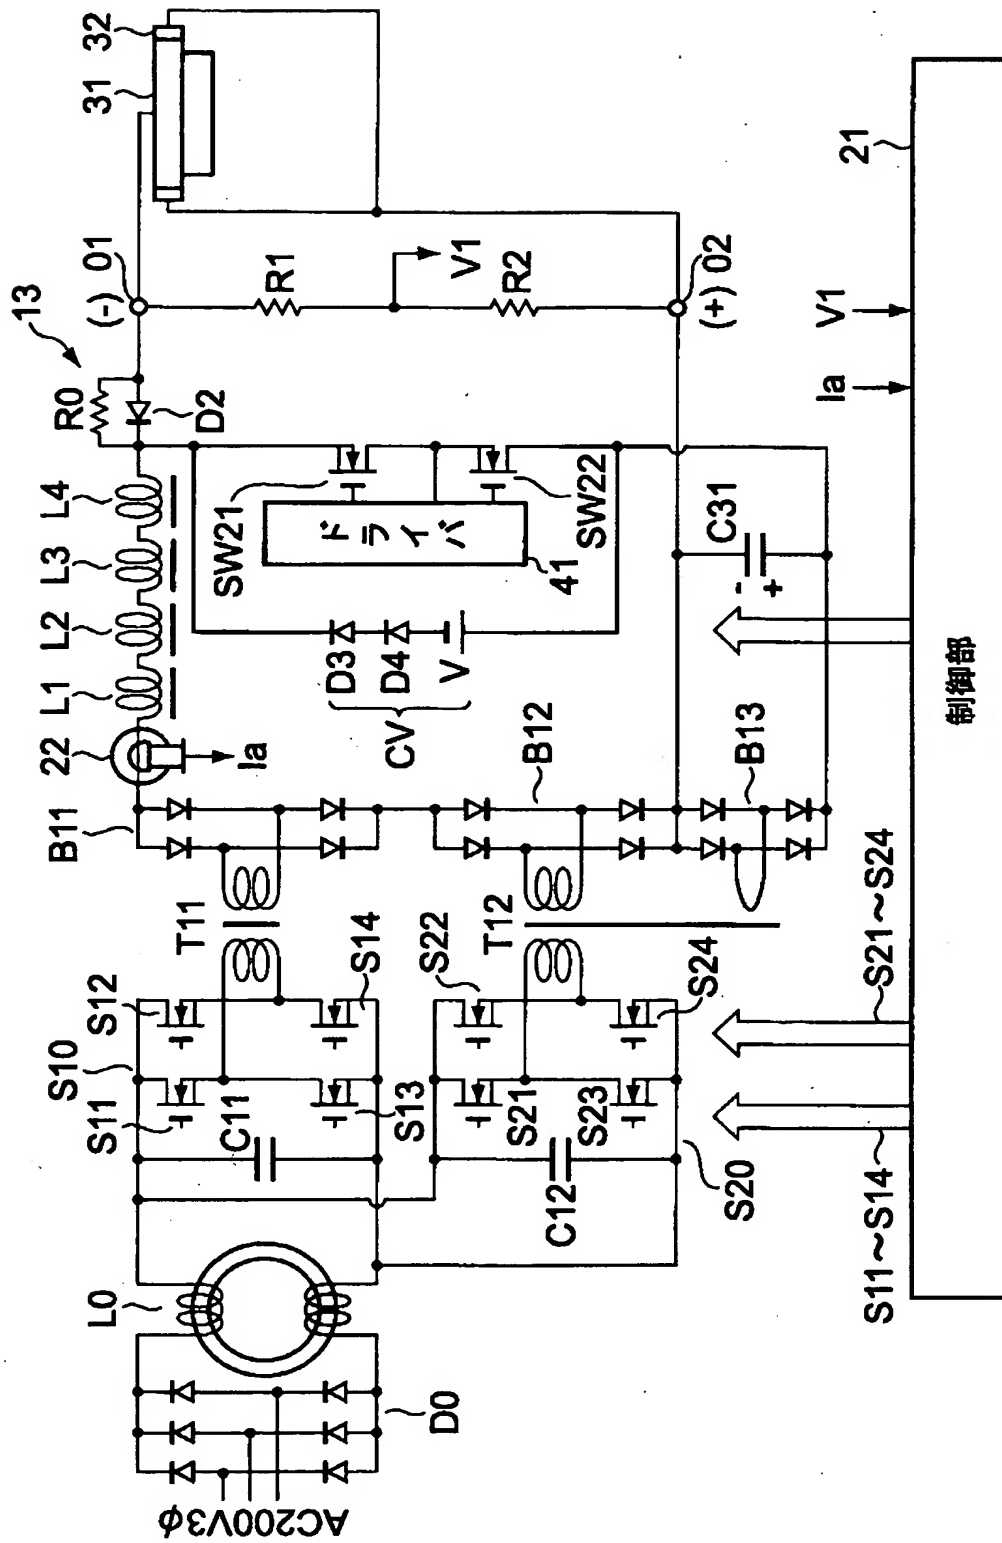 AC200V3φ
D0
L0
S10
S11
S12
C11
S13
S14
T11
B11
22
Ia
L1
L2
L3
L4
R0
D2
13
(-)
01
31
32
R1
V1
R2
(+)
02
SW21
SW22
ドライバ
41
D3
D4
V
CV
C12
S21
S22
S23
S24
S20
T12
B12
B13
C31
-
+
S11~S14
S21~S24
Ia
V1
21
制御部